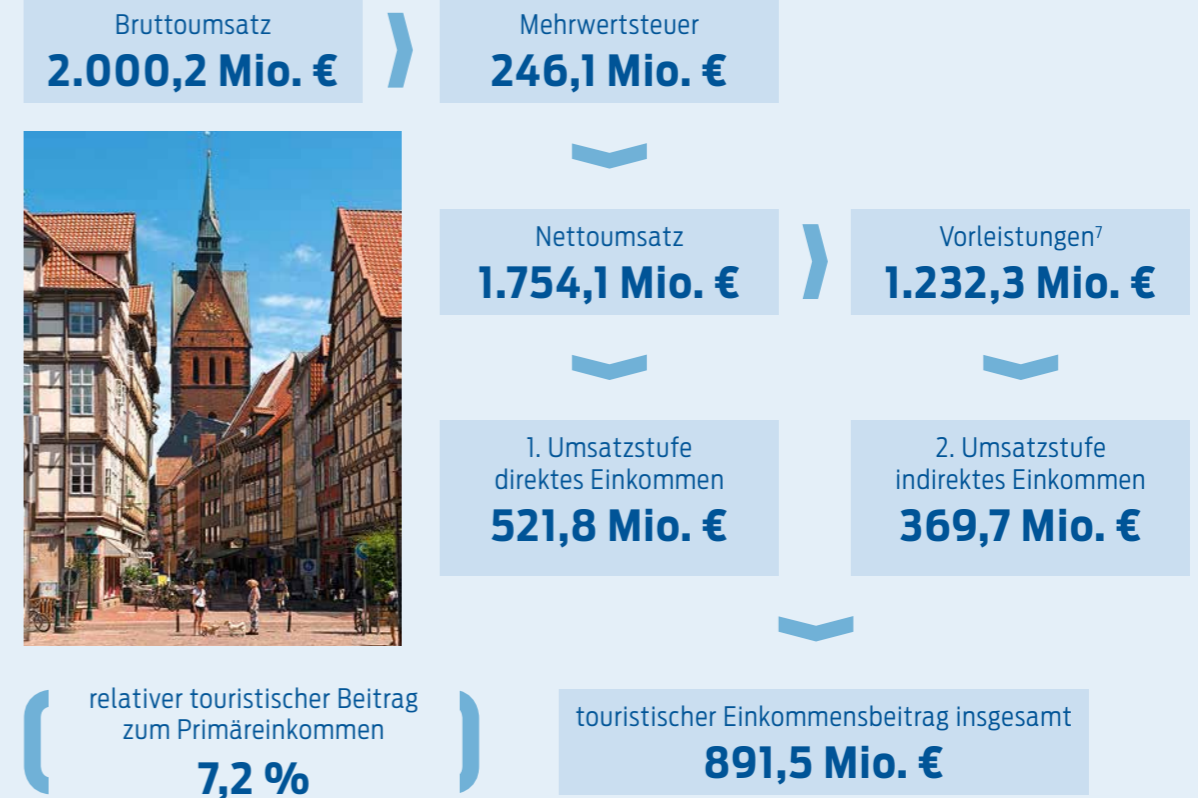 Bruttoumsatz
2.000,2 Mio. €
Mehrwertsteuer
246,1 Mio. €
Nettoumsatz
1.754,1 Mio. €
Vorleistungen⁷
1.232,3 Mio. €
1. Umsatzstufe
direktes Einkommen
521,8 Mio. €
2. Umsatzstufe
indirektes Einkommen
369,7 Mio. €
relativer touristischer Beitrag
zum Primäreinkommen
7,2 %
touristischer Einkommensbeitrag insgesamt
891,5 Mio. €